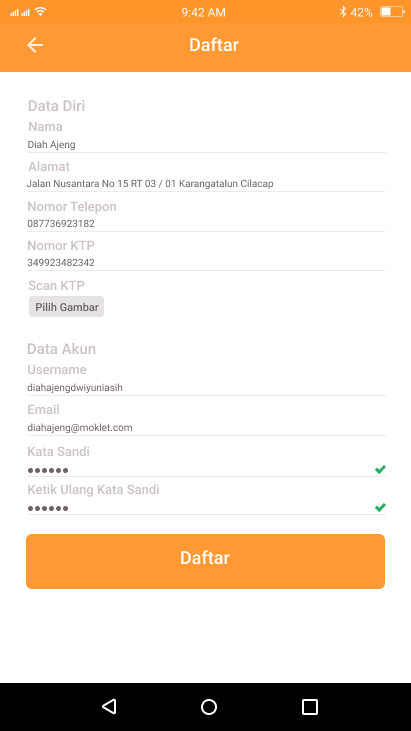 9:42 AM 42%
Daftar
Data Diri
Nama
Diah Ajeng
Alamat
Jalan Nusantara No 15 RT 03 / 01 Karangatalun Cilacap
Nomor Telepon
087736923182
Nomor KTP
349923482342
Scan KTP
Pilih Gambar
Data Akun
Username
diahajengdwiyuniasih
Email
diahajeng@moklet.com
Kata Sandi
●●●●●●
Ketik Ulang Kata Sandi
●●●●●●
Daftar